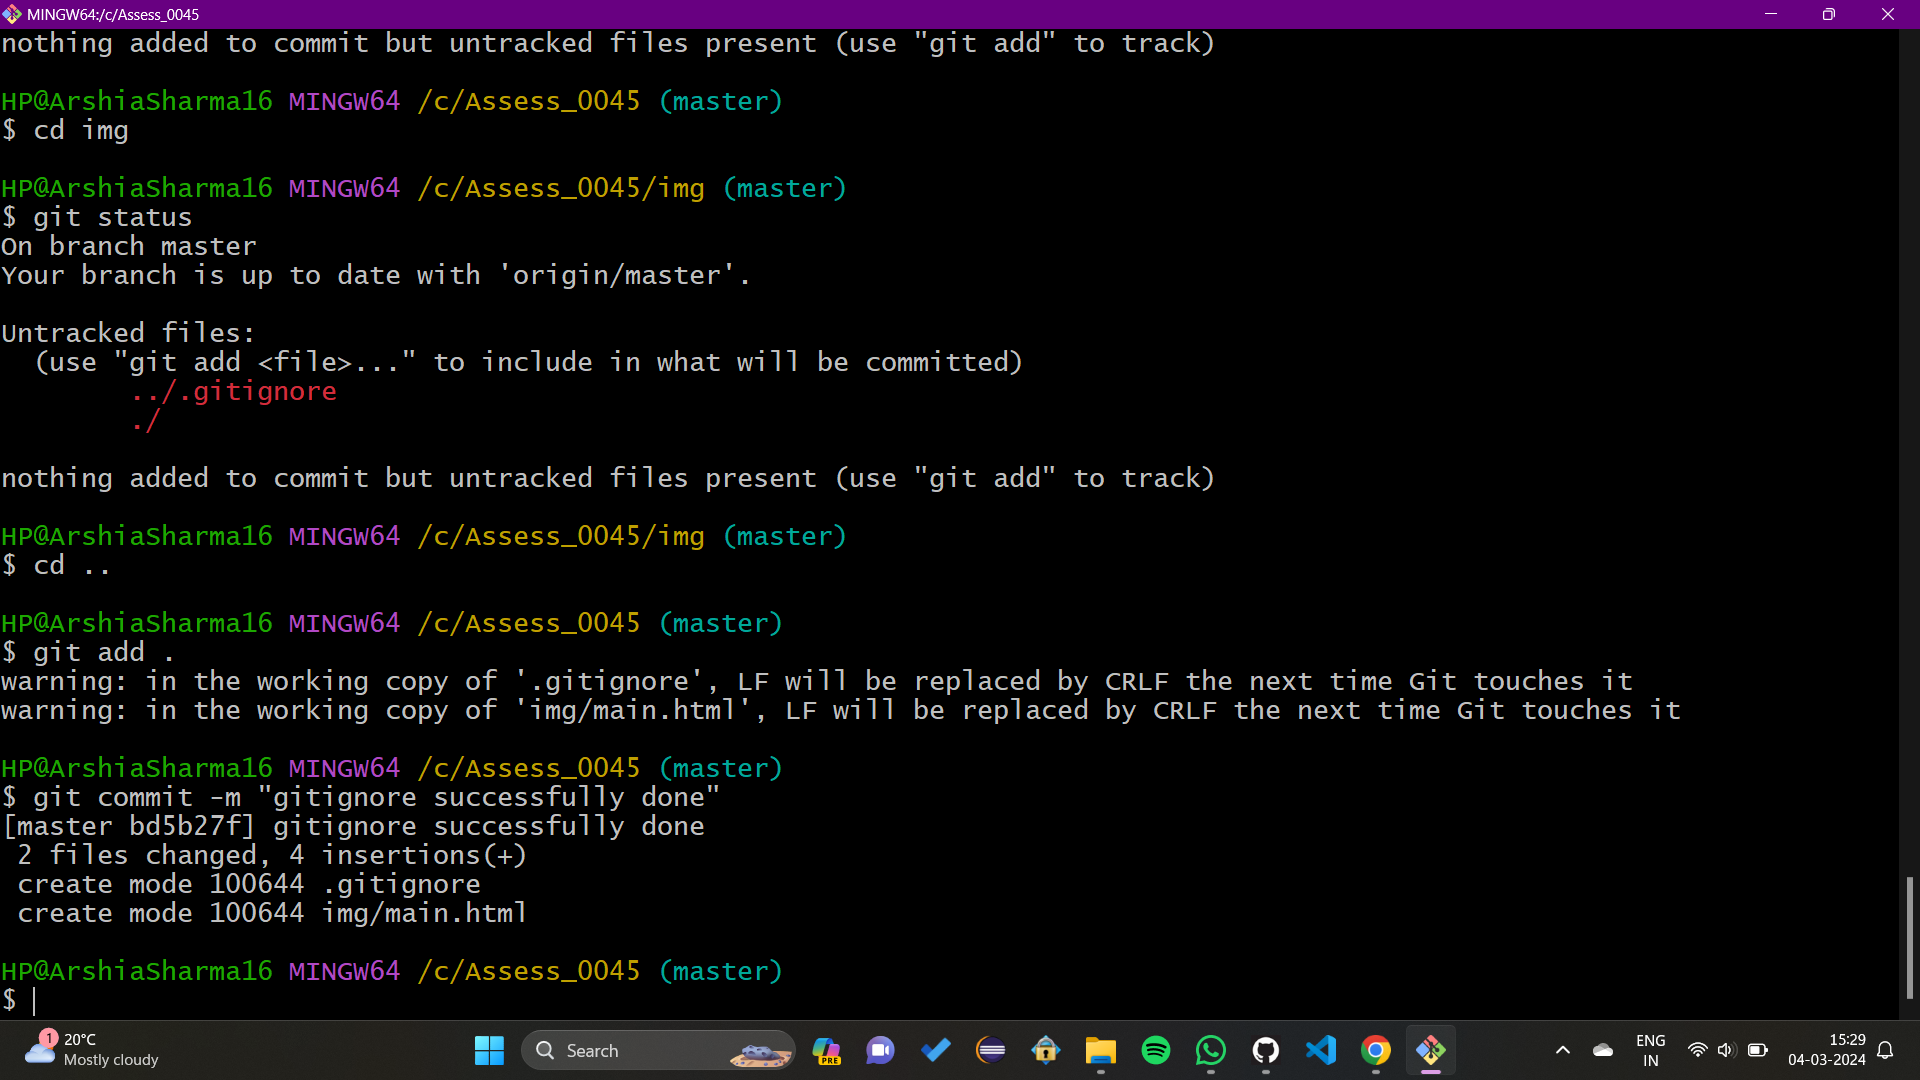 MINGW64:/c/Assess_0045
nothing added to commit but untracked files present (use "git add" to track)
HP@ArshiaSharma16 MINGW64 /c/Assess_0045 (master)
$ cd img
HP@ArshiaSharma16 MINGW64 /c/Assess_0045/img (master)
$ git status
On branch master
Your branch is up to date with 'origin/master'.
Untracked files:
(use "git add <file>..." to include in what will be committed)
../.gitignore
./
nothing added to commit but untracked files present (use "git add" to track)
HP@ArshiaSharma16 MINGW64 /c/Assess_0045/img (master)
$ cd ..
HP@ArshiaSharma16 MINGW64 /c/Assess_0045 (master)
$ git add .
warning: in the working copy of '.gitignore', LF will be replaced by CRLF the next time Git touches it
warning: in the working copy of 'img/main.html', LF will be replaced by CRLF the next time Git touches it
HP@ArshiaSharma16 MINGW64 /c/Assess_0045 (master)
$ git commit -m "gitignore successfully done"
[master bd5b27f] gitignore successfully done
2 files changed, 4 insertions(+)
create mode 100644 .gitignore
create mode 100644 img/main.html
HP@ArshiaSharma16 MINGW64 /c/Assess_0045 (master)
$
1
20°C
Mostly cloudy
Search
PRE
ENG
IN
15:29
04-03-2024